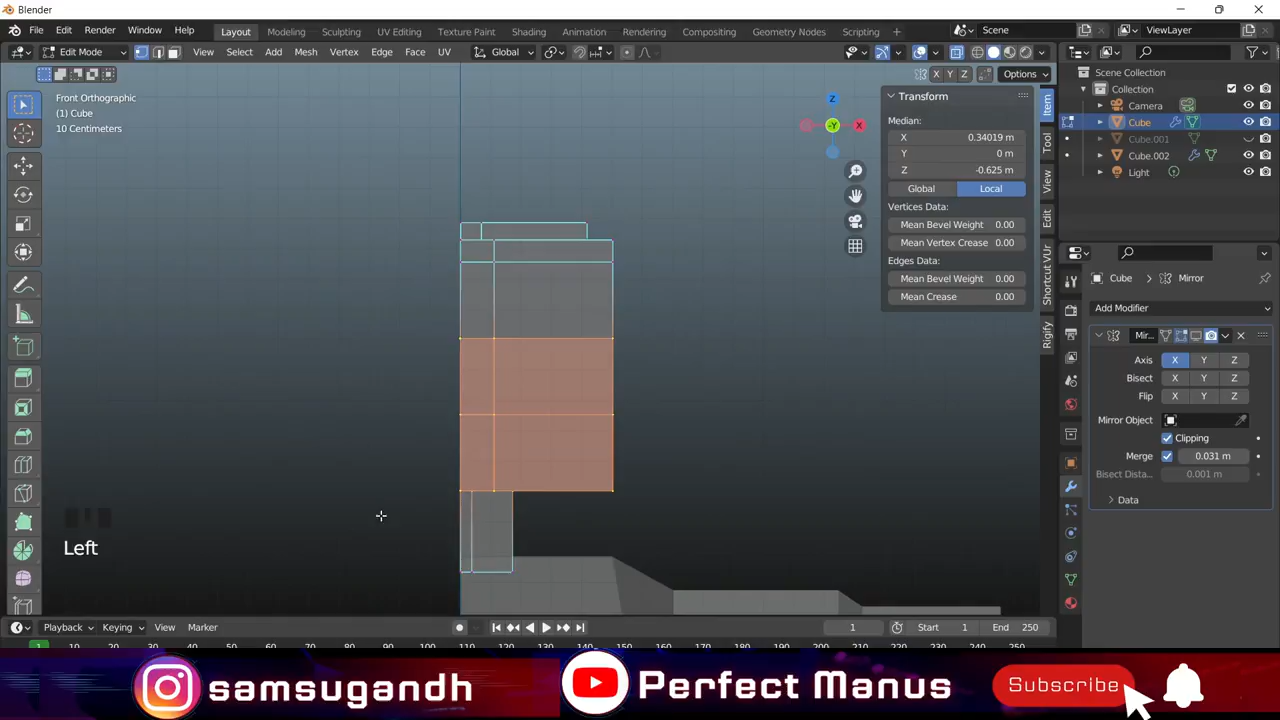 Blender
File Edit Render Window Help Layout Modeling Sculpting UV Editing Texture Paint Shading Animation Rendering Compositing Geometry Nodes Scripting + Scene ViewLayer
Edit Mode View Select Add Mesh Vertex Edge Face UV Global
X Y Z Options
Front Orthographic
(1) Cube
10 Centimeters
Z
-Y X
Transform
Median:
X 0.34019 m
Y 0 m
Z -0.625 m
Global Local
Vertices Data:
Mean Bevel Weight 0.00
Mean Vertex Crease 0.00
Edges Data:
Mean Bevel Weight 0.00
Mean Crease 0.00
Item
Tool
View
Edit
Shortcut VUr
Rigify
Scene Collection
Collection
Camera
Cube
Cube.001
Cube.002
Light
Cube > Mirror
Add Modifier
Mir...
Axis X Y Z
Bisect X Y Z
Flip X Y Z
Mirror Object
Clipping
Merge 0.031 m
Bisect Dista... 0.001 m
Data
Left
Playback Keying View Marker 1 Start 1 End 250
samsugandh Perfect Manus Subscribe